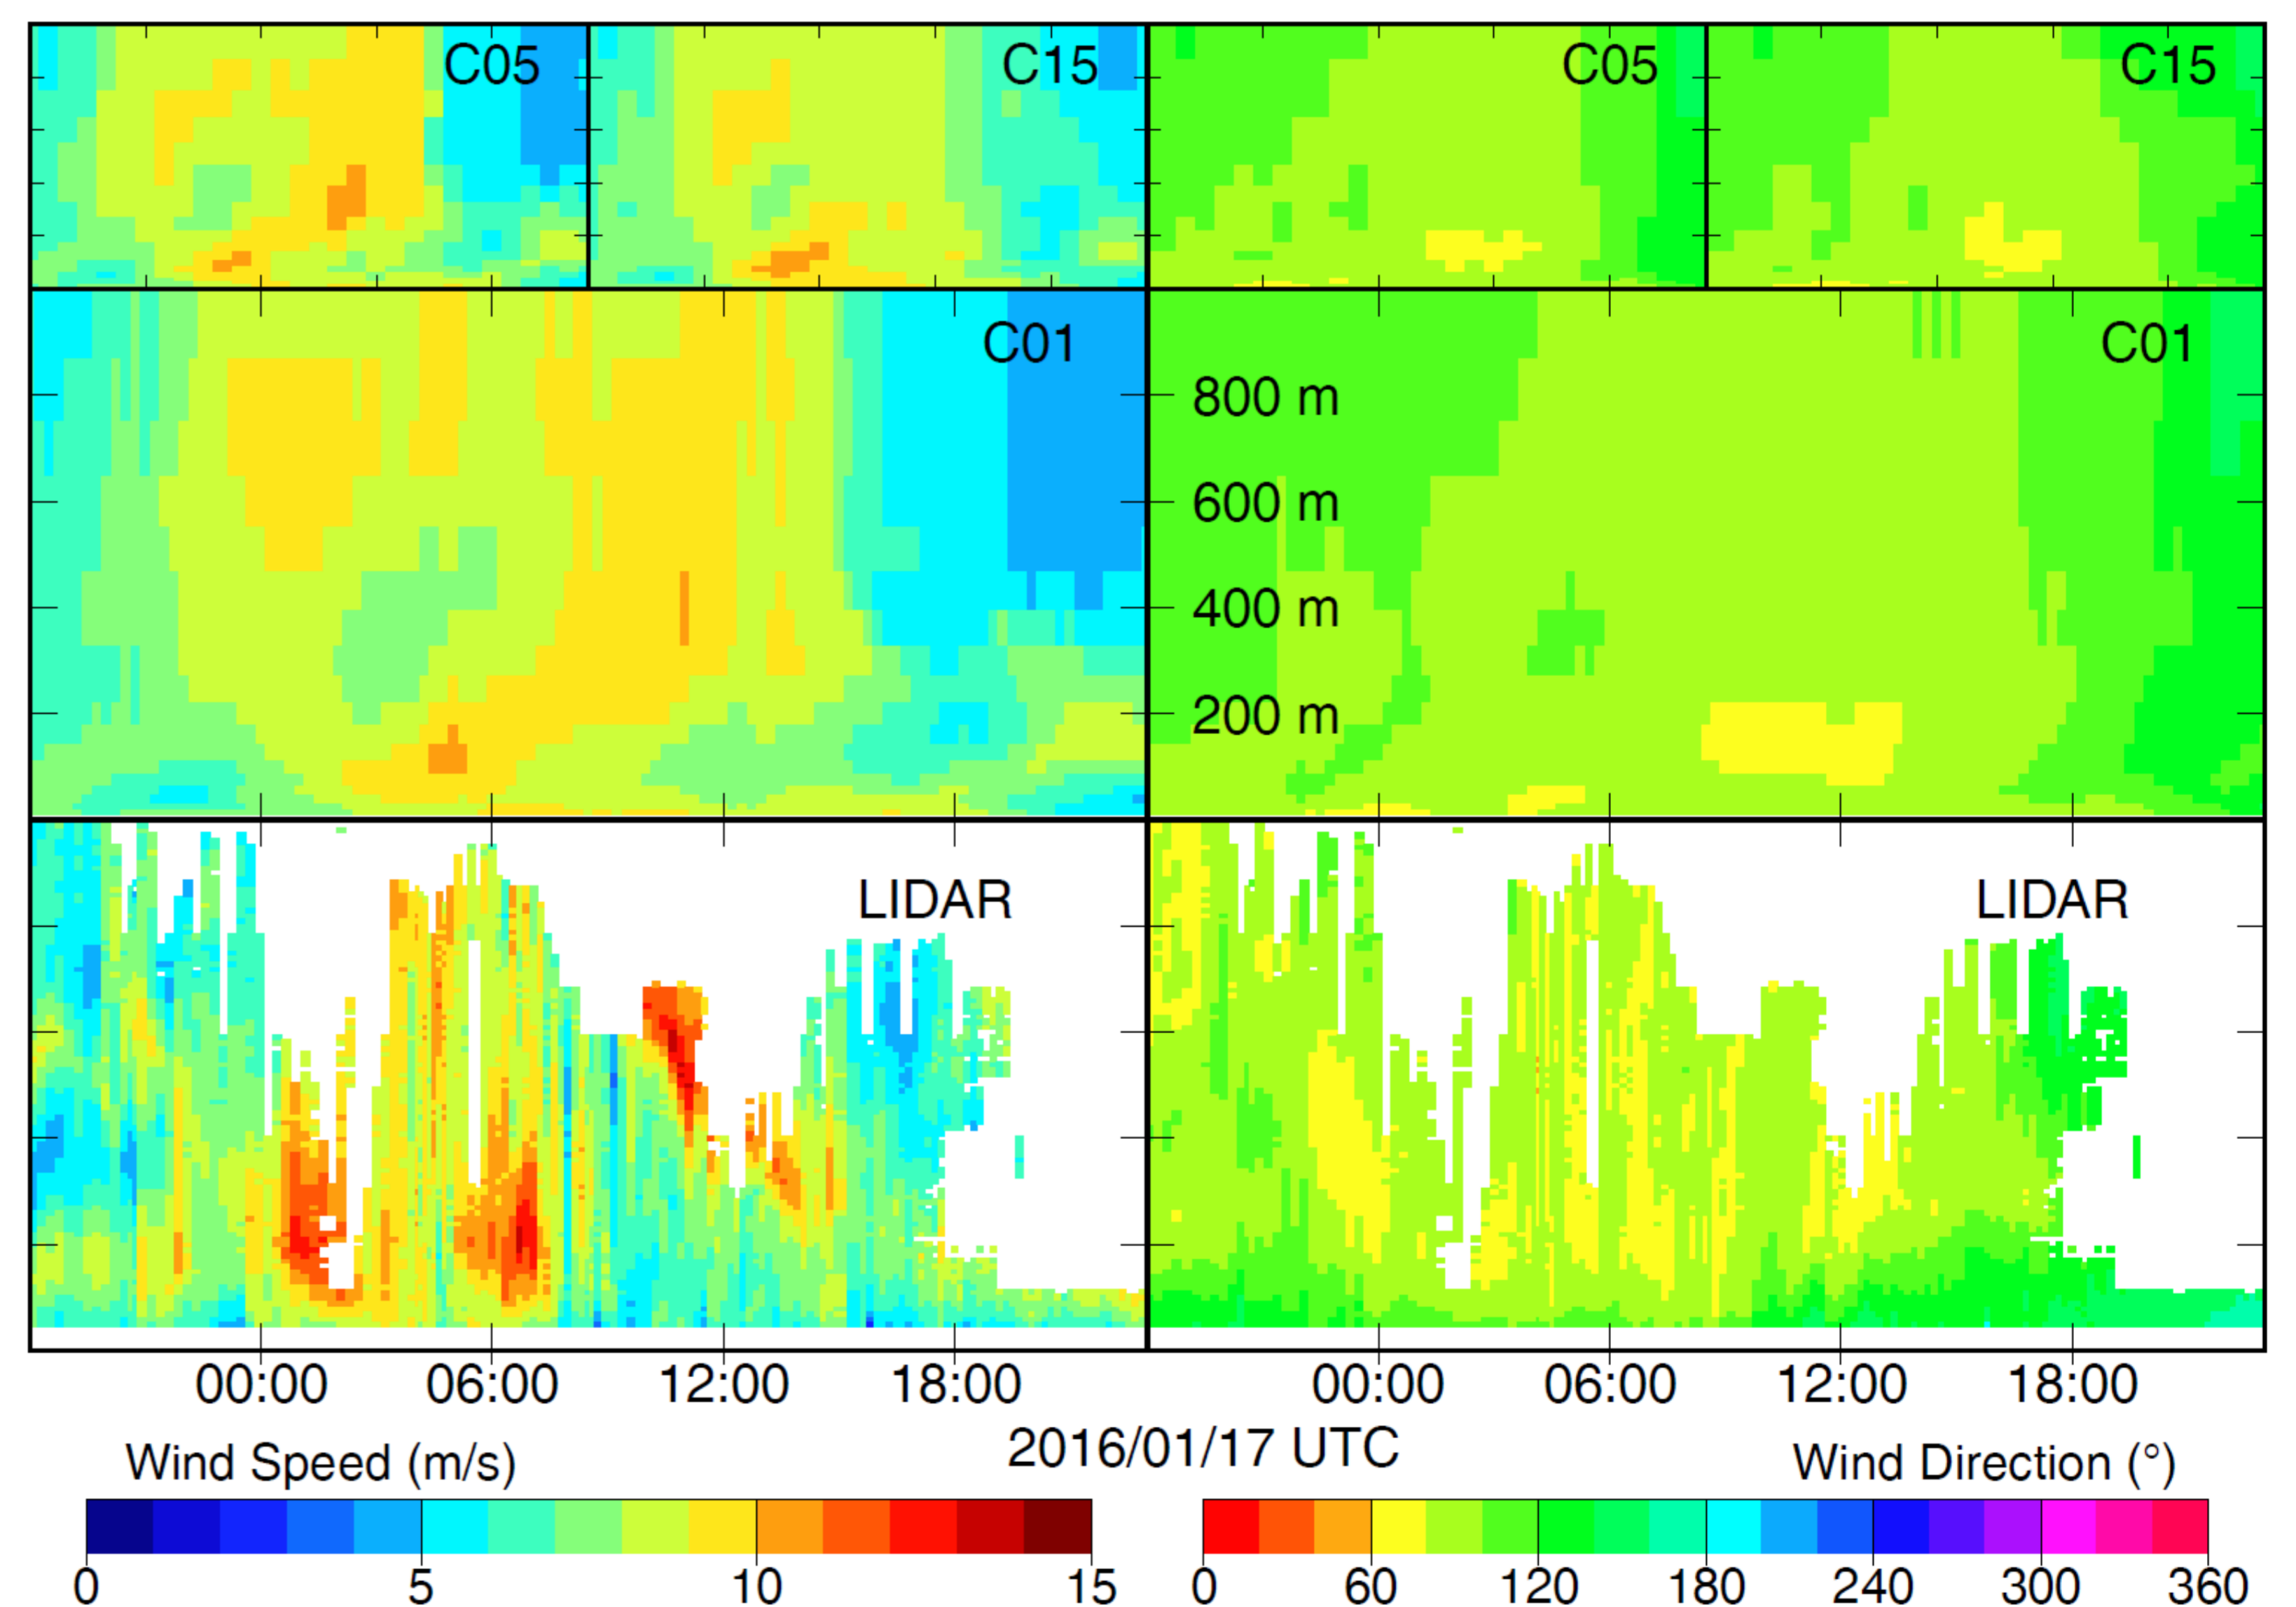 C05 C15 C05 C15
C01 C01
800 m
600 m
400 m
200 m
LIDAR LIDAR
00:00 06:00 12:00 18:00 00:00 06:00 12:00 18:00
2016/01/17 UTC
Wind Speed (m/s) Wind Direction (°)
0 5 10 15 0 60 120 180 240 300 360